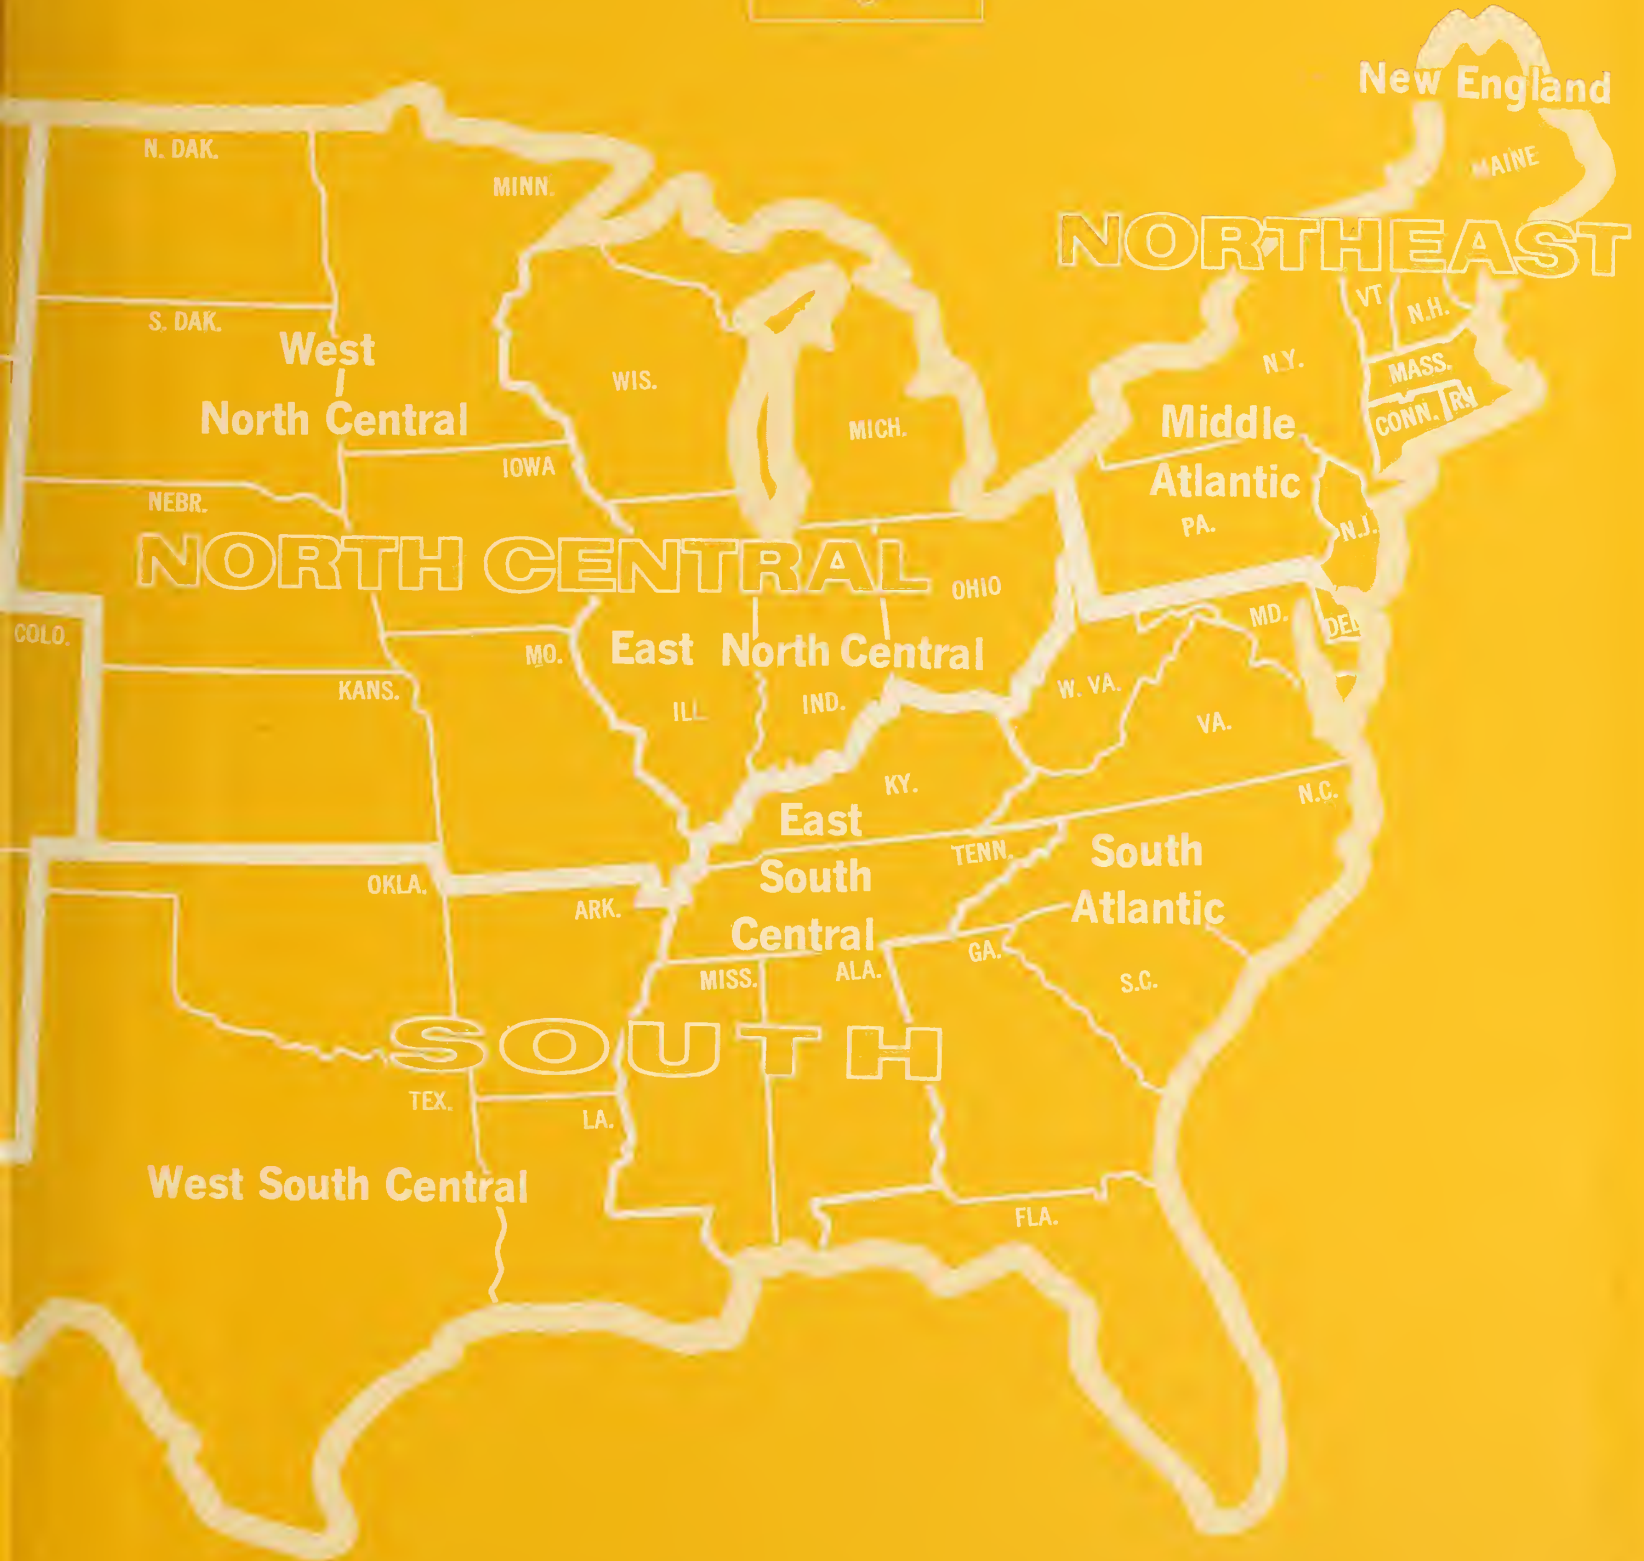 New England
MAINE
N. DAK.
MINN.
NORTHEAST
VT
N.H.
S. DAK.
West
North Central
WIS.
N.Y.
MASS.
MICH.
Middle
Atlantic
CONN.
R.I.
IOWA
NEBR.
PA.
N.J.
NORTH CENTRAL
OHIO
COLO.
MD.
DEL
MO.
East North Central
KANS.
ILL
IND.
W. VA.
VA.
KY.
N.C.
East
South
Central
TENN.
South
Atlantic
OKLA.
ARK.
MISS.
ALA.
GA.
S.C.
SOUTH
TEX.
LA.
West South Central
FLA.